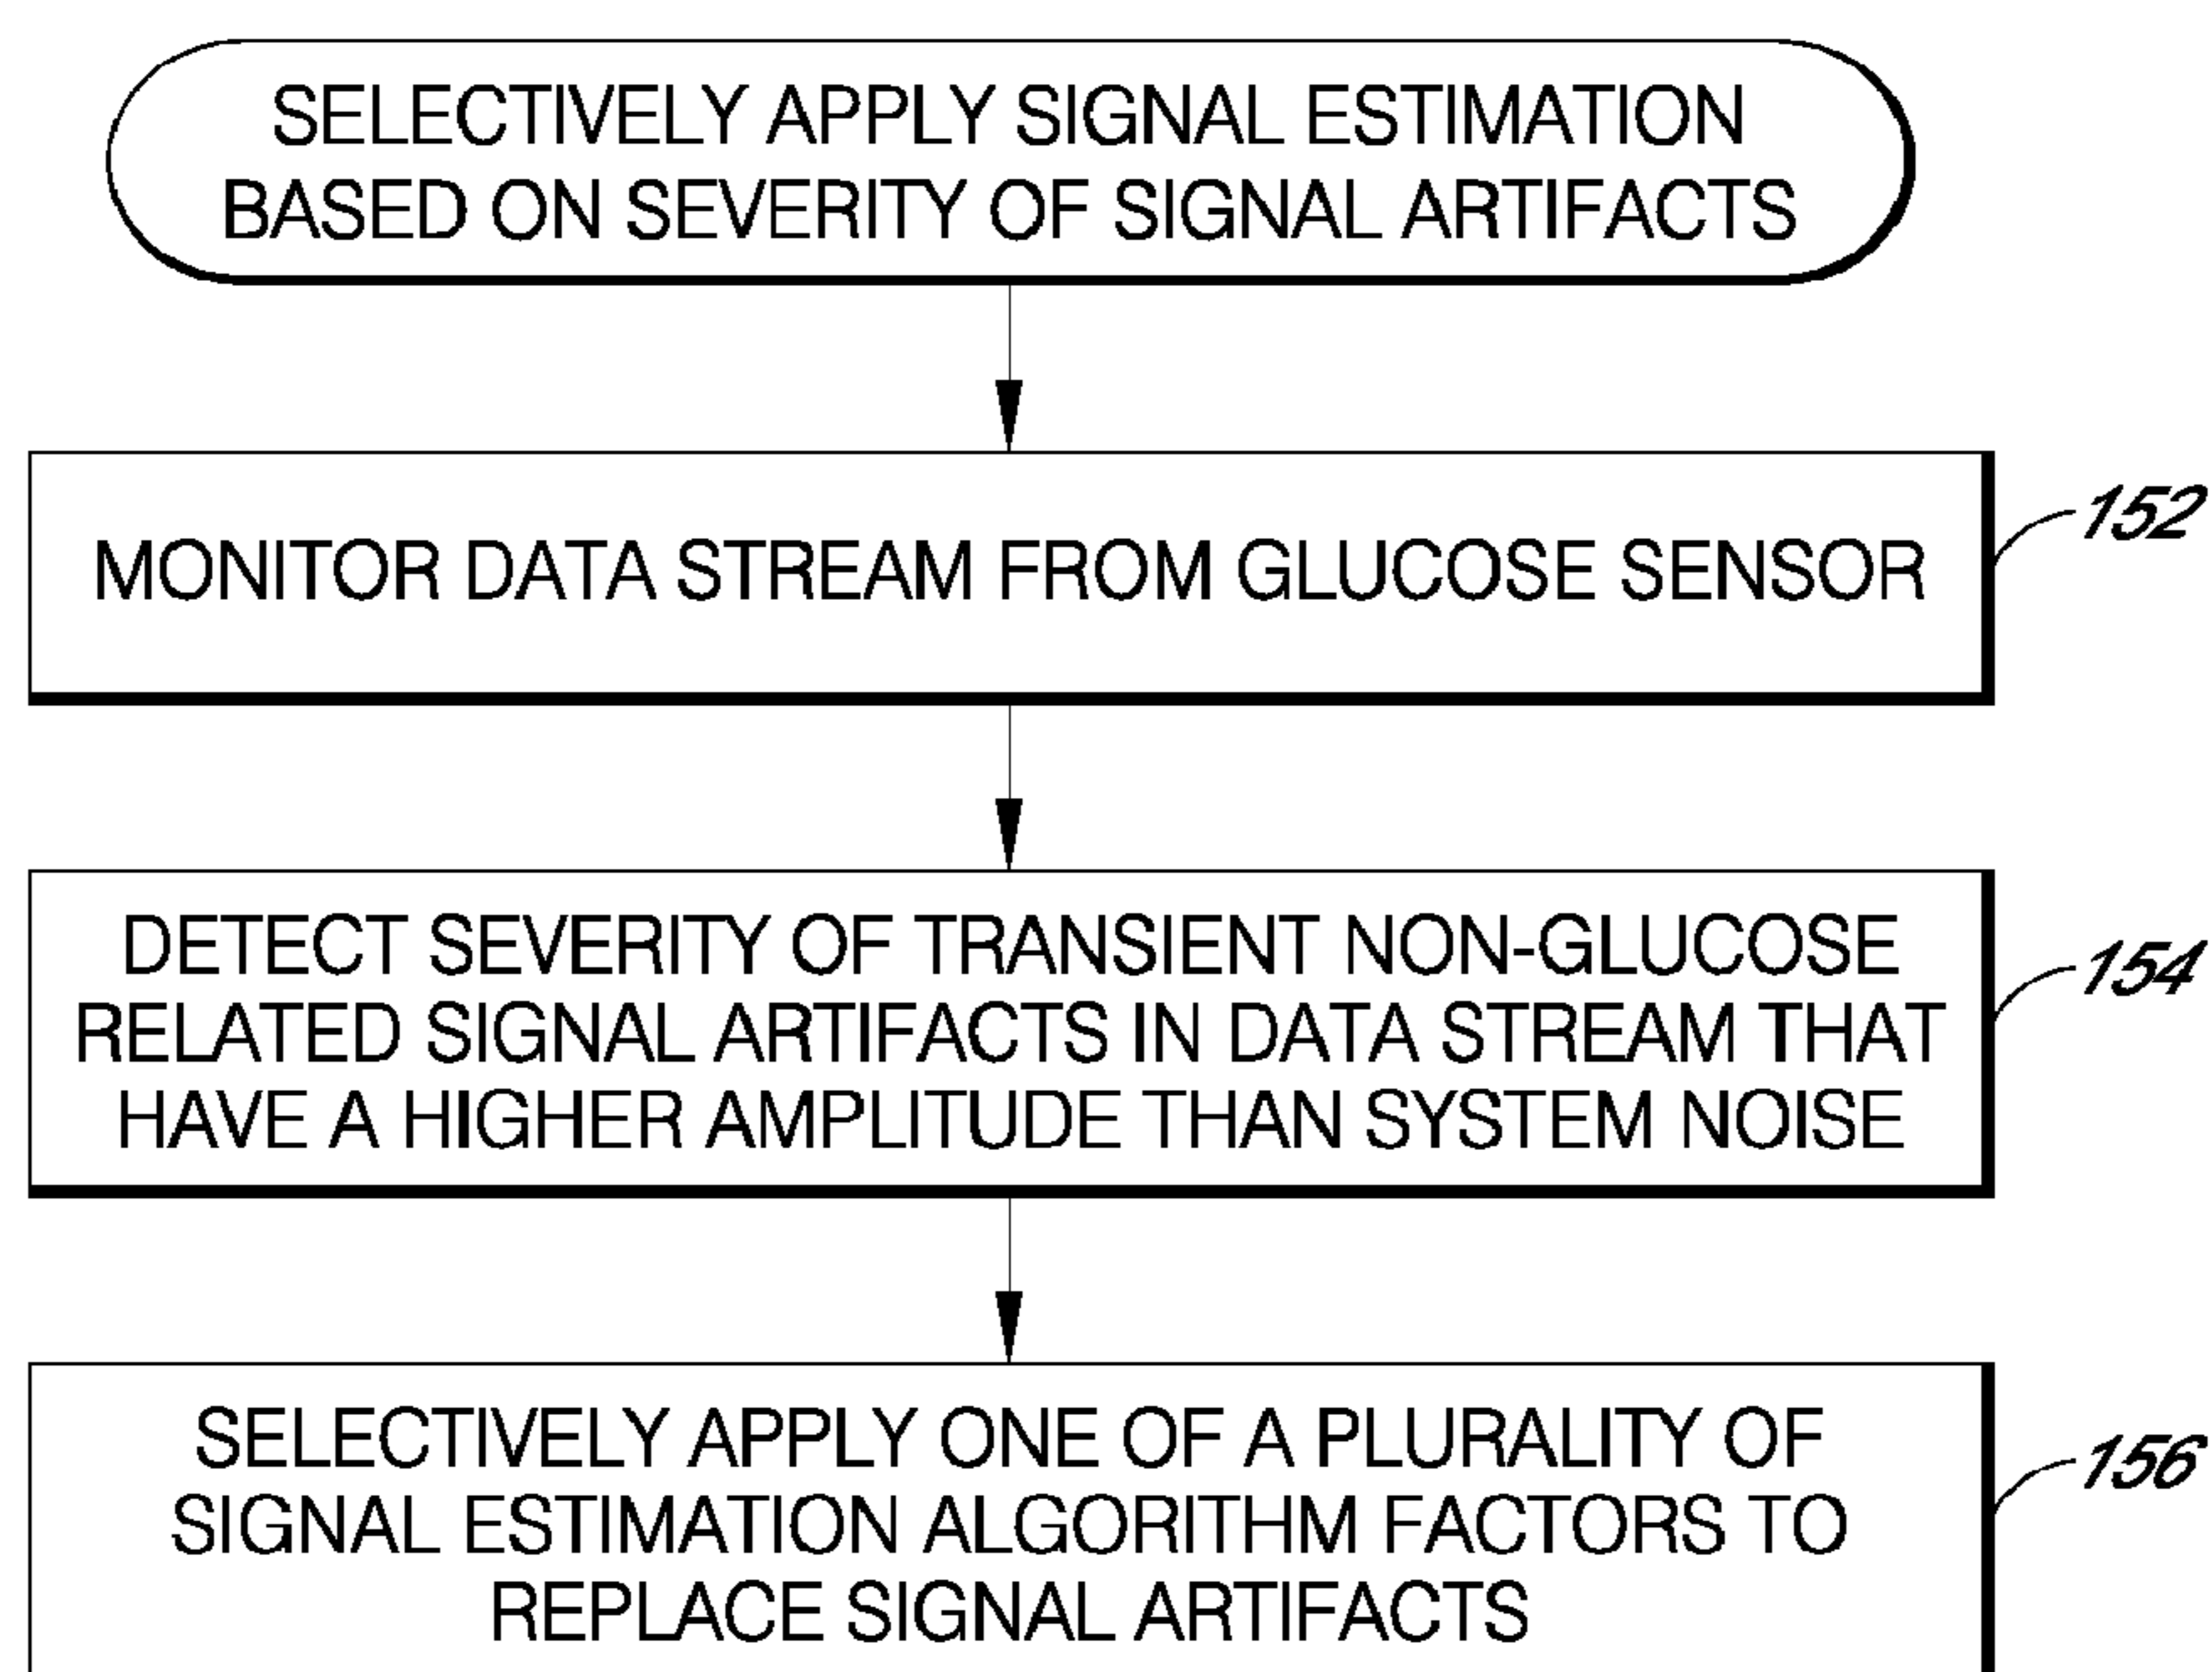 SELECTIVELY APPLY SIGNAL ESTIMATION
BASED ON SEVERITY OF SIGNAL ARTIFACTS
MONITOR DATA STREAM FROM GLUCOSE SENSOR
152
DETECT SEVERITY OF TRANSIENT NON-GLUCOSE
RELATED SIGNAL ARTIFACTS IN DATA STREAM THAT
HAVE A HIGHER AMPLITUDE THAN SYSTEM NOISE
154
SELECTIVELY APPLY ONE OF A PLURALITY OF
SIGNAL ESTIMATION ALGORITHM FACTORS TO
REPLACE SIGNAL ARTIFACTS
156